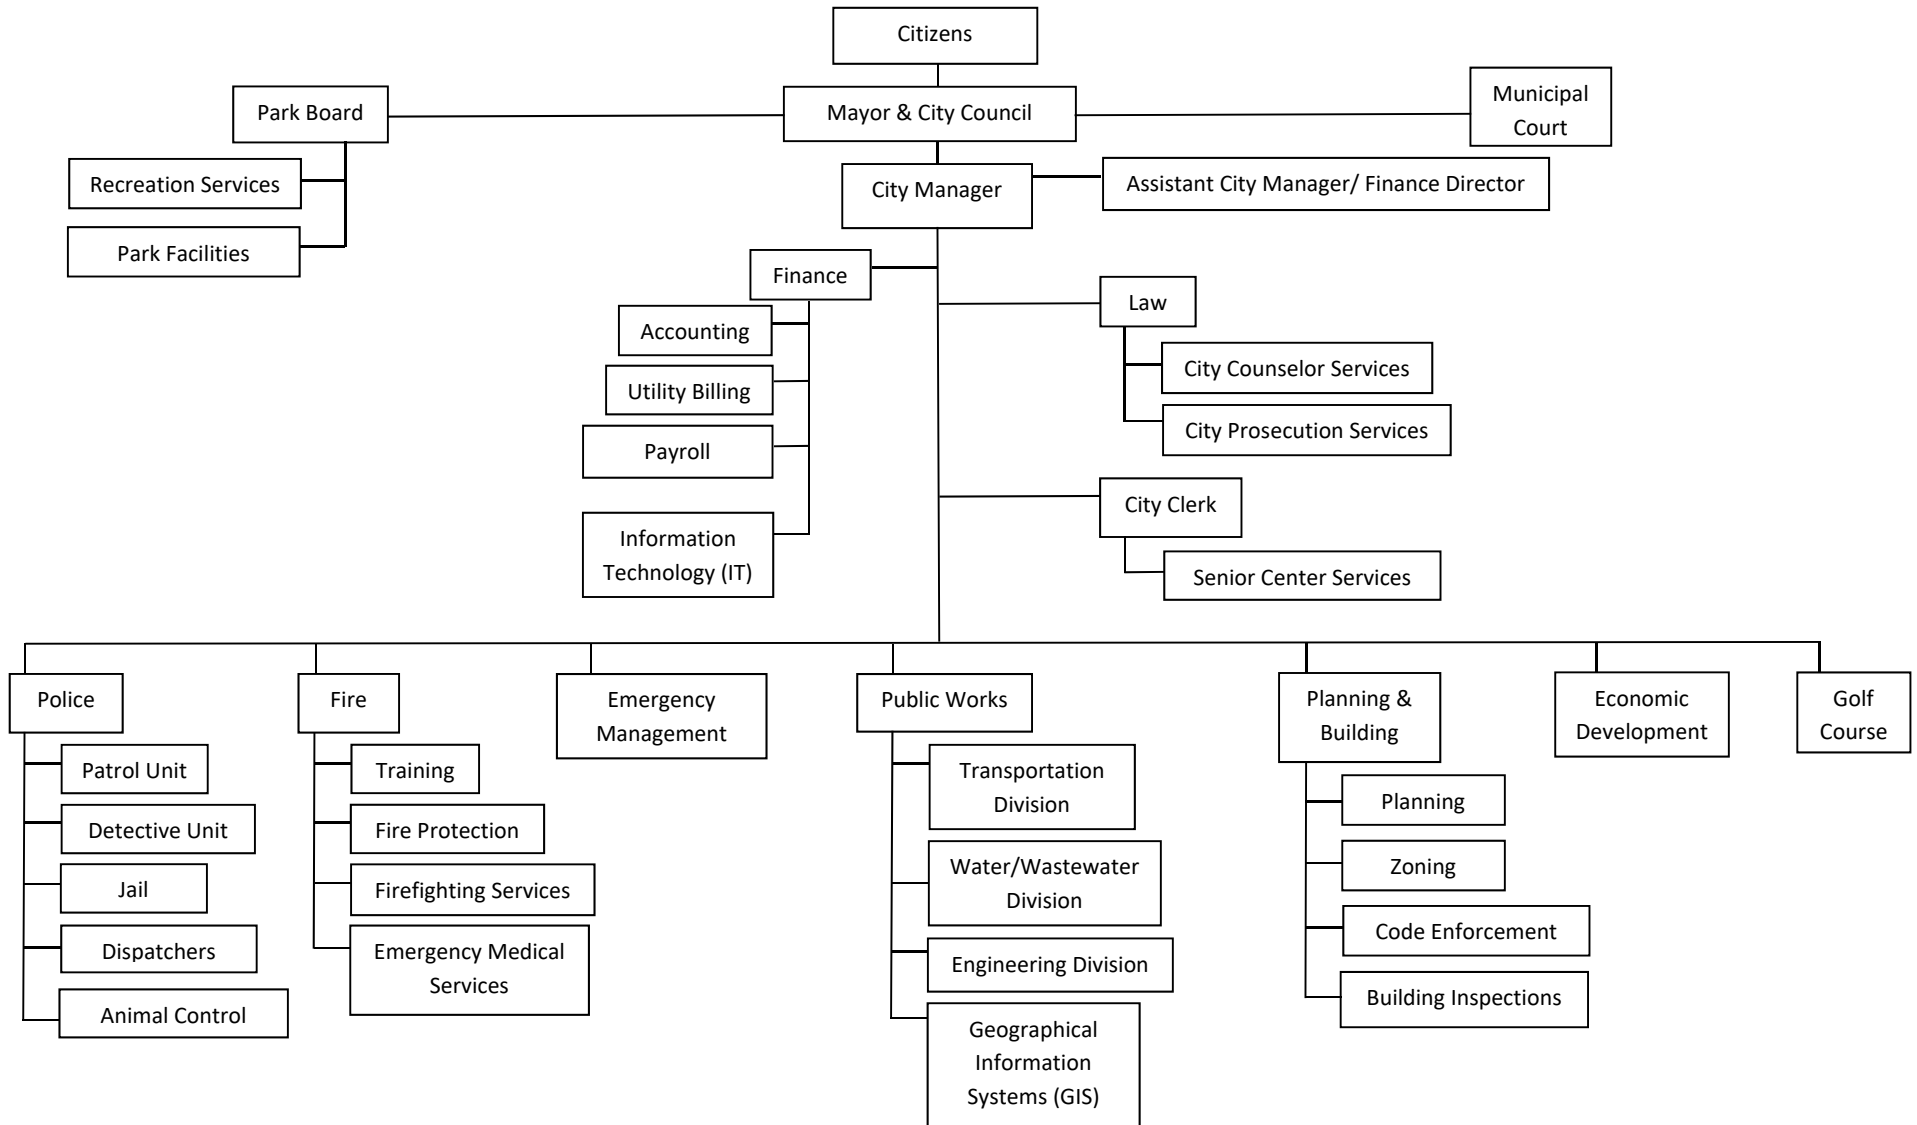 Citizens
Park Board
Mayor & City Council
Municipal
Court
Recreation Services
City Manager
Assistant City Manager/ Finance Director
Park Facilities
Finance
Accounting
Utility Billing
Payroll
Information
Technology (IT)
Law
City Counselor Services
City Prosecution Services
City Clerk
Senior Center Services
Police
Patrol Unit
Detective Unit
Jail
Dispatchers
Animal Control
Fire
Training
Fire Protection
Firefighting Services
Emergency Medical
Services
Emergency
Management
Public Works
Transportation
Division
Water/Wastewater
Division
Engineering Division
Geographical
Information
Systems (GIS)
Planning &
Building
Planning
Zoning
Code Enforcement
Building Inspections
Economic
Development
Golf
Course